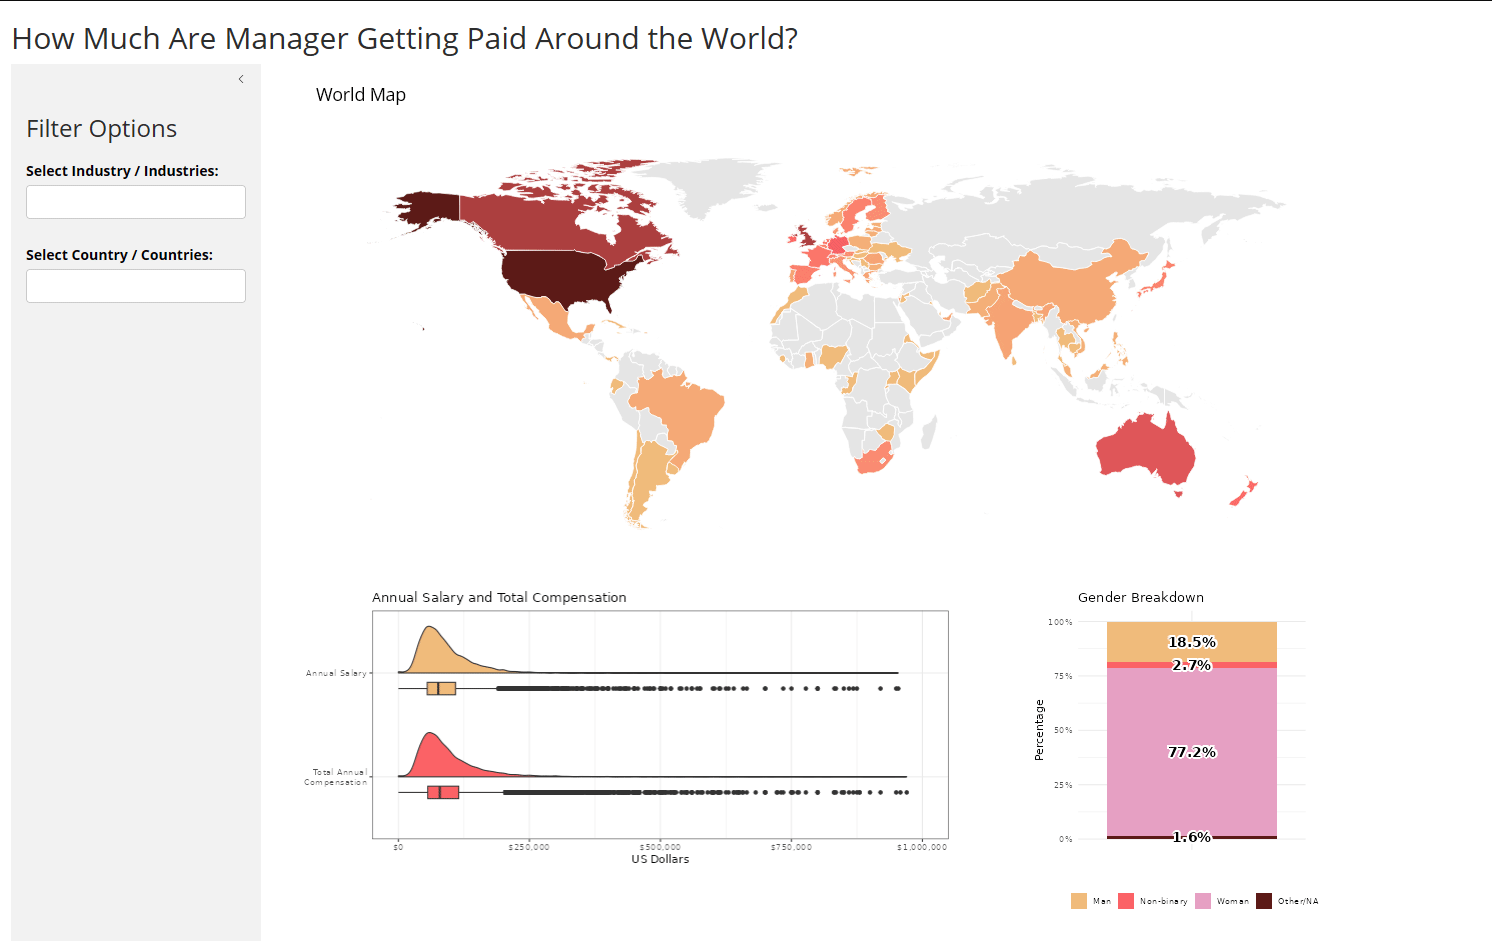 How Much Are Manager Getting Paid Around the World?
Filter Options
Select Industry / Industries:
Select Country / Countries:
World Map
Annual Salary and Total Compensation
Annual Salary
Total Annual
Compensation
$0
$250,000
$500,000
$750,000
$1,000,000
US Dollars
Gender Breakdown
Percentage
100%
75%
50%
25%
0%
18.5%
2.7%
77.2%
1.6%
Man
Non-binary
Woman
Other/NA